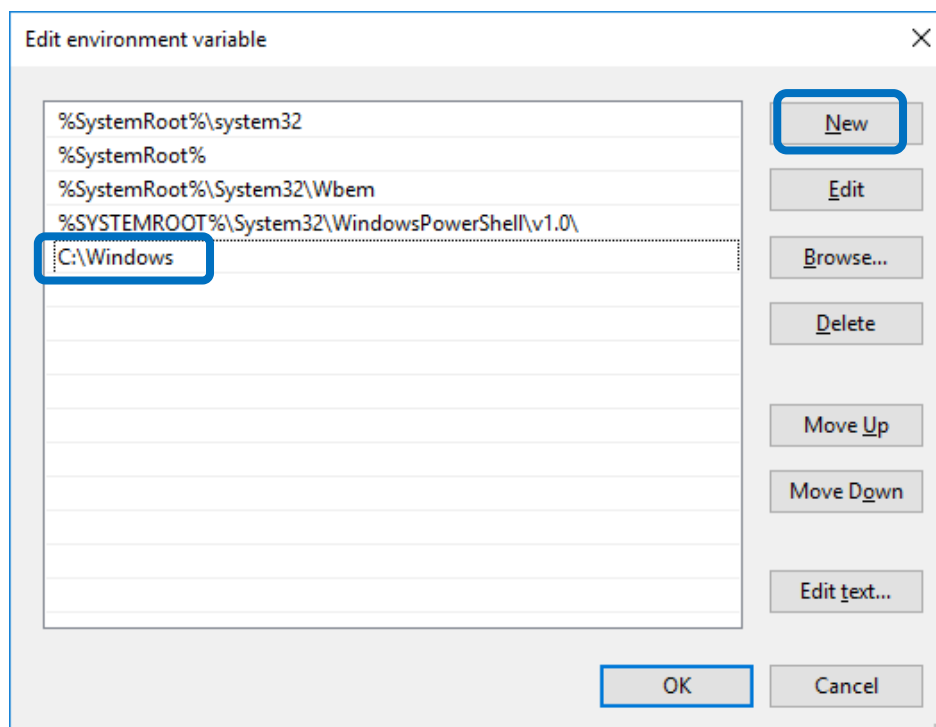 Edit environment variable
%SystemRoot%\system32
%SystemRoot%
%SystemRoot%\System32\Wbem
%SYSTEMROOT%\System32\WindowsPowerShell\v1.0\
C:\Windows
New
Edit
Browse...
Delete
Move Up
Move Down
Edit text...
OK
Cancel